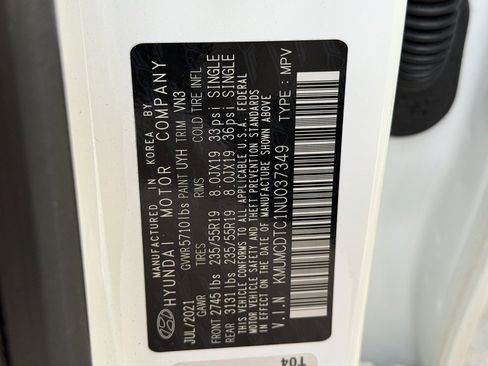 MANUFACTURED IN KOREA BY
HYUNDAI MOTOR COMPANY
JUL/2021 GVWR 5710lbs PAINT UYH TRIM VN3
GAWR TIRES RIMS COLD TIRE INFL.
FRONT 2745 lbs 235/55R19 8.0JX19 33psi SINGLE
REAR 3131 lbs 235/55R19 8.0JX19 36psi SINGLE
THIS VEHICLE CONFORMS TO ALL APPLICABLE U.S.A. FEDERAL
MOTOR VEHICLE SAFETY AND THEFT PREVENTION STANDARDS
IN EFFECT ON THE DATE OF MANUFACTURE SHOWN ABOVE
V.I.N KMUMCDTC1NU037349 TYPE : MPV
T04